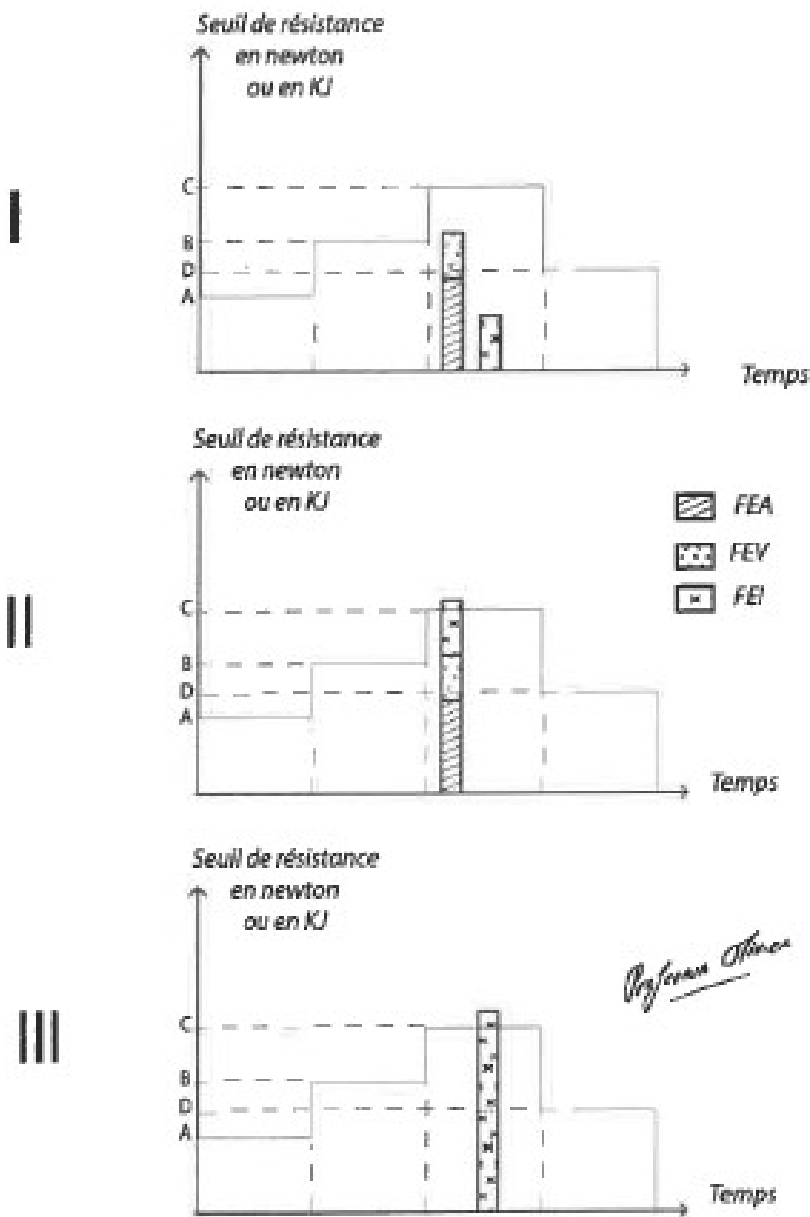 I
Seuil de résistance
en newton
ou en KJ
C
B
D
A
Temps
II
Seuil de résistance
en newton
ou en KJ
C
B
D
A
Temps
FEA
FEV
FEI
III
Seuil de résistance
en newton
ou en KJ
C
B
D
A
Temps